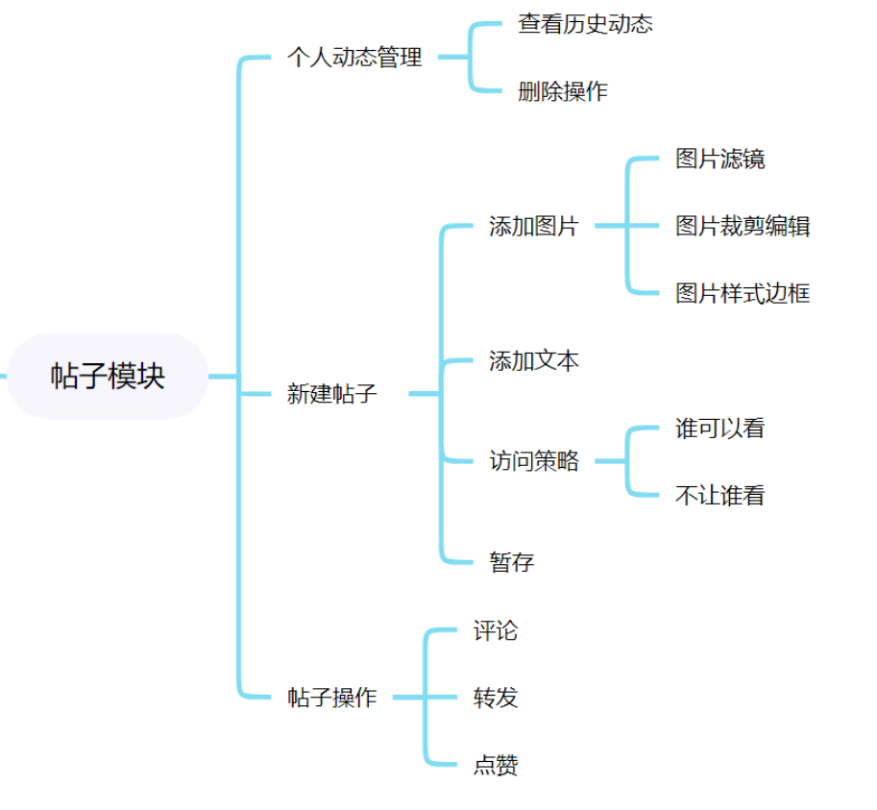 帖子模块
个人动态管理
查看历史动态
删除操作
新建帖子
添加图片
图片滤镜
图片裁剪编辑
图片样式边框
添加文本
访问策略
谁可以看
不让谁看
暂存
帖子操作
评论
转发
点赞